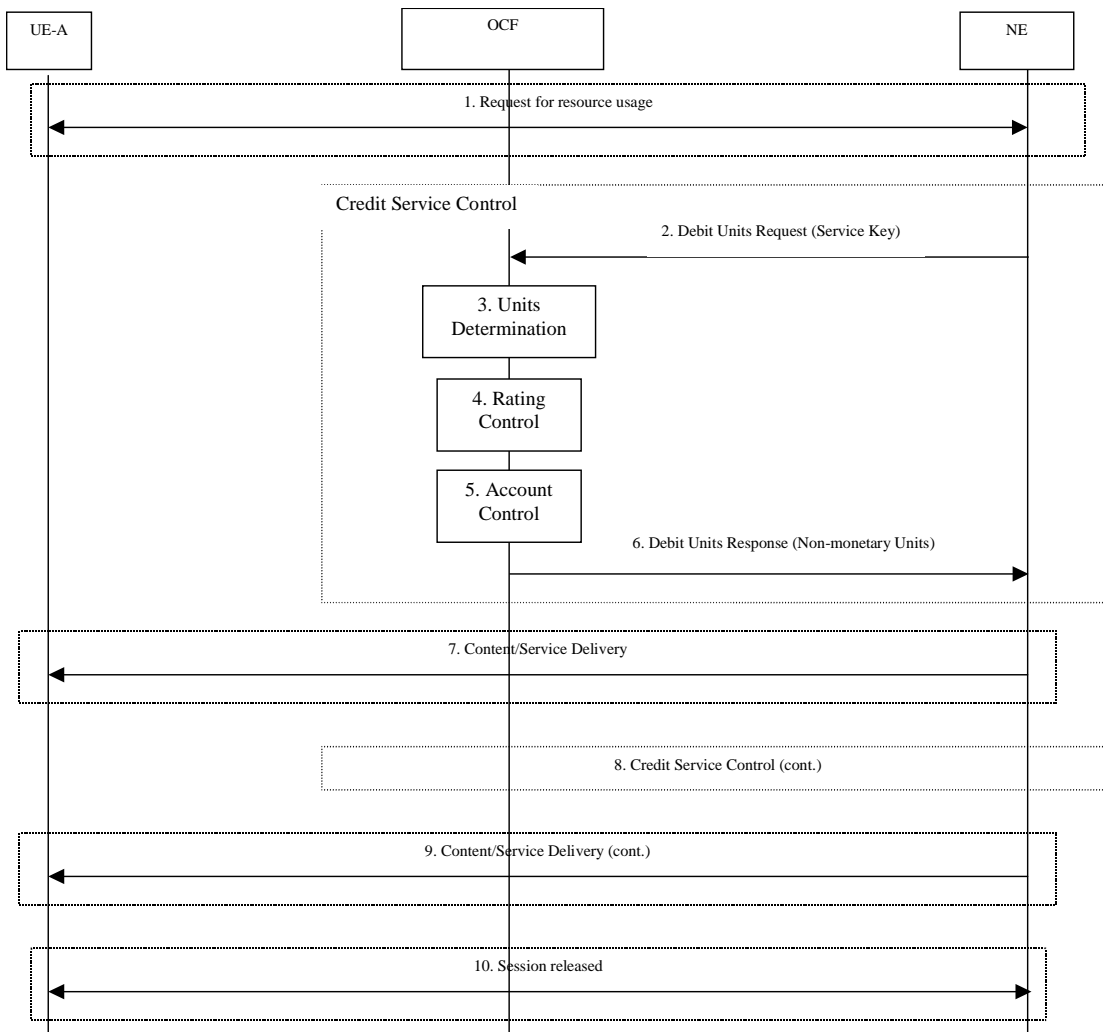 UE-A
OCF
NE
1. Request for resource usage
Credit Service Control
2. Debit Units Request (Service Key)
3. Units
Determination
4. Rating
Control
5. Account
Control
6. Debit Units Response (Non-monetary Units)
7. Content/Service Delivery
8. Credit Service Control (cont.)
9. Content/Service Delivery (cont.)
10. Session released